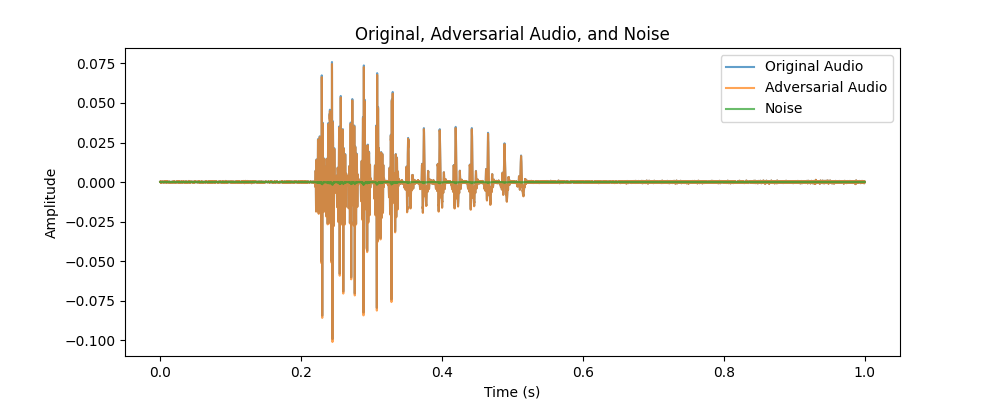 Original, Adversarial Audio, and Noise
Original Audio
Adversarial Audio
Noise
Amplitude
0.075
0.050
0.025
0.000
−0.025
−0.050
−0.075
−0.100
0.0 0.2 0.4 0.6 0.8 1.0
Time (s)